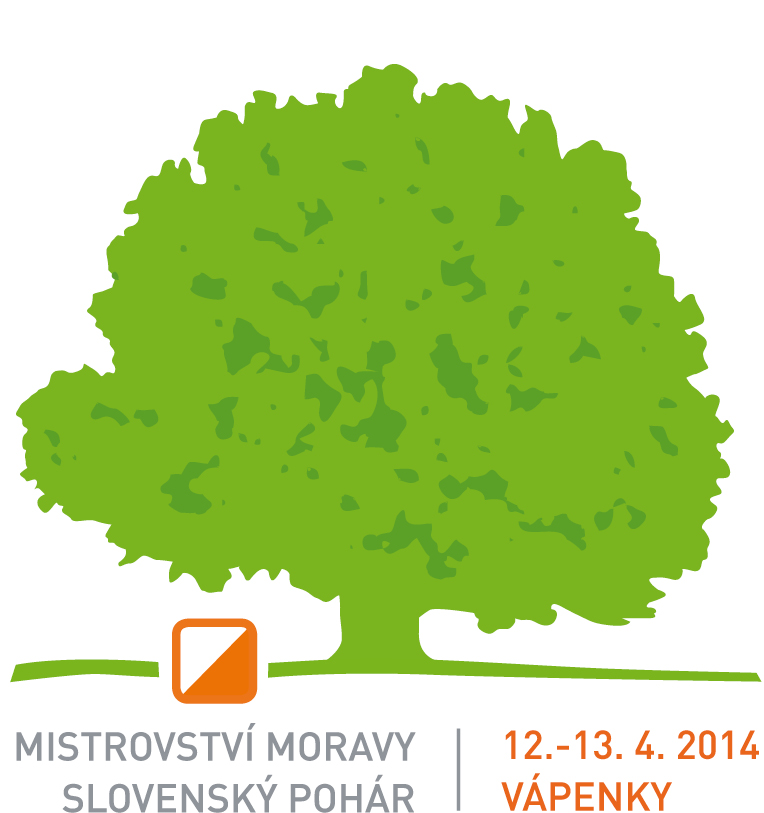 MISTROVSTVÍ MORAVY
SLOVENSKÝ POHÁR
12.-13. 4. 2014
VÁPENKY